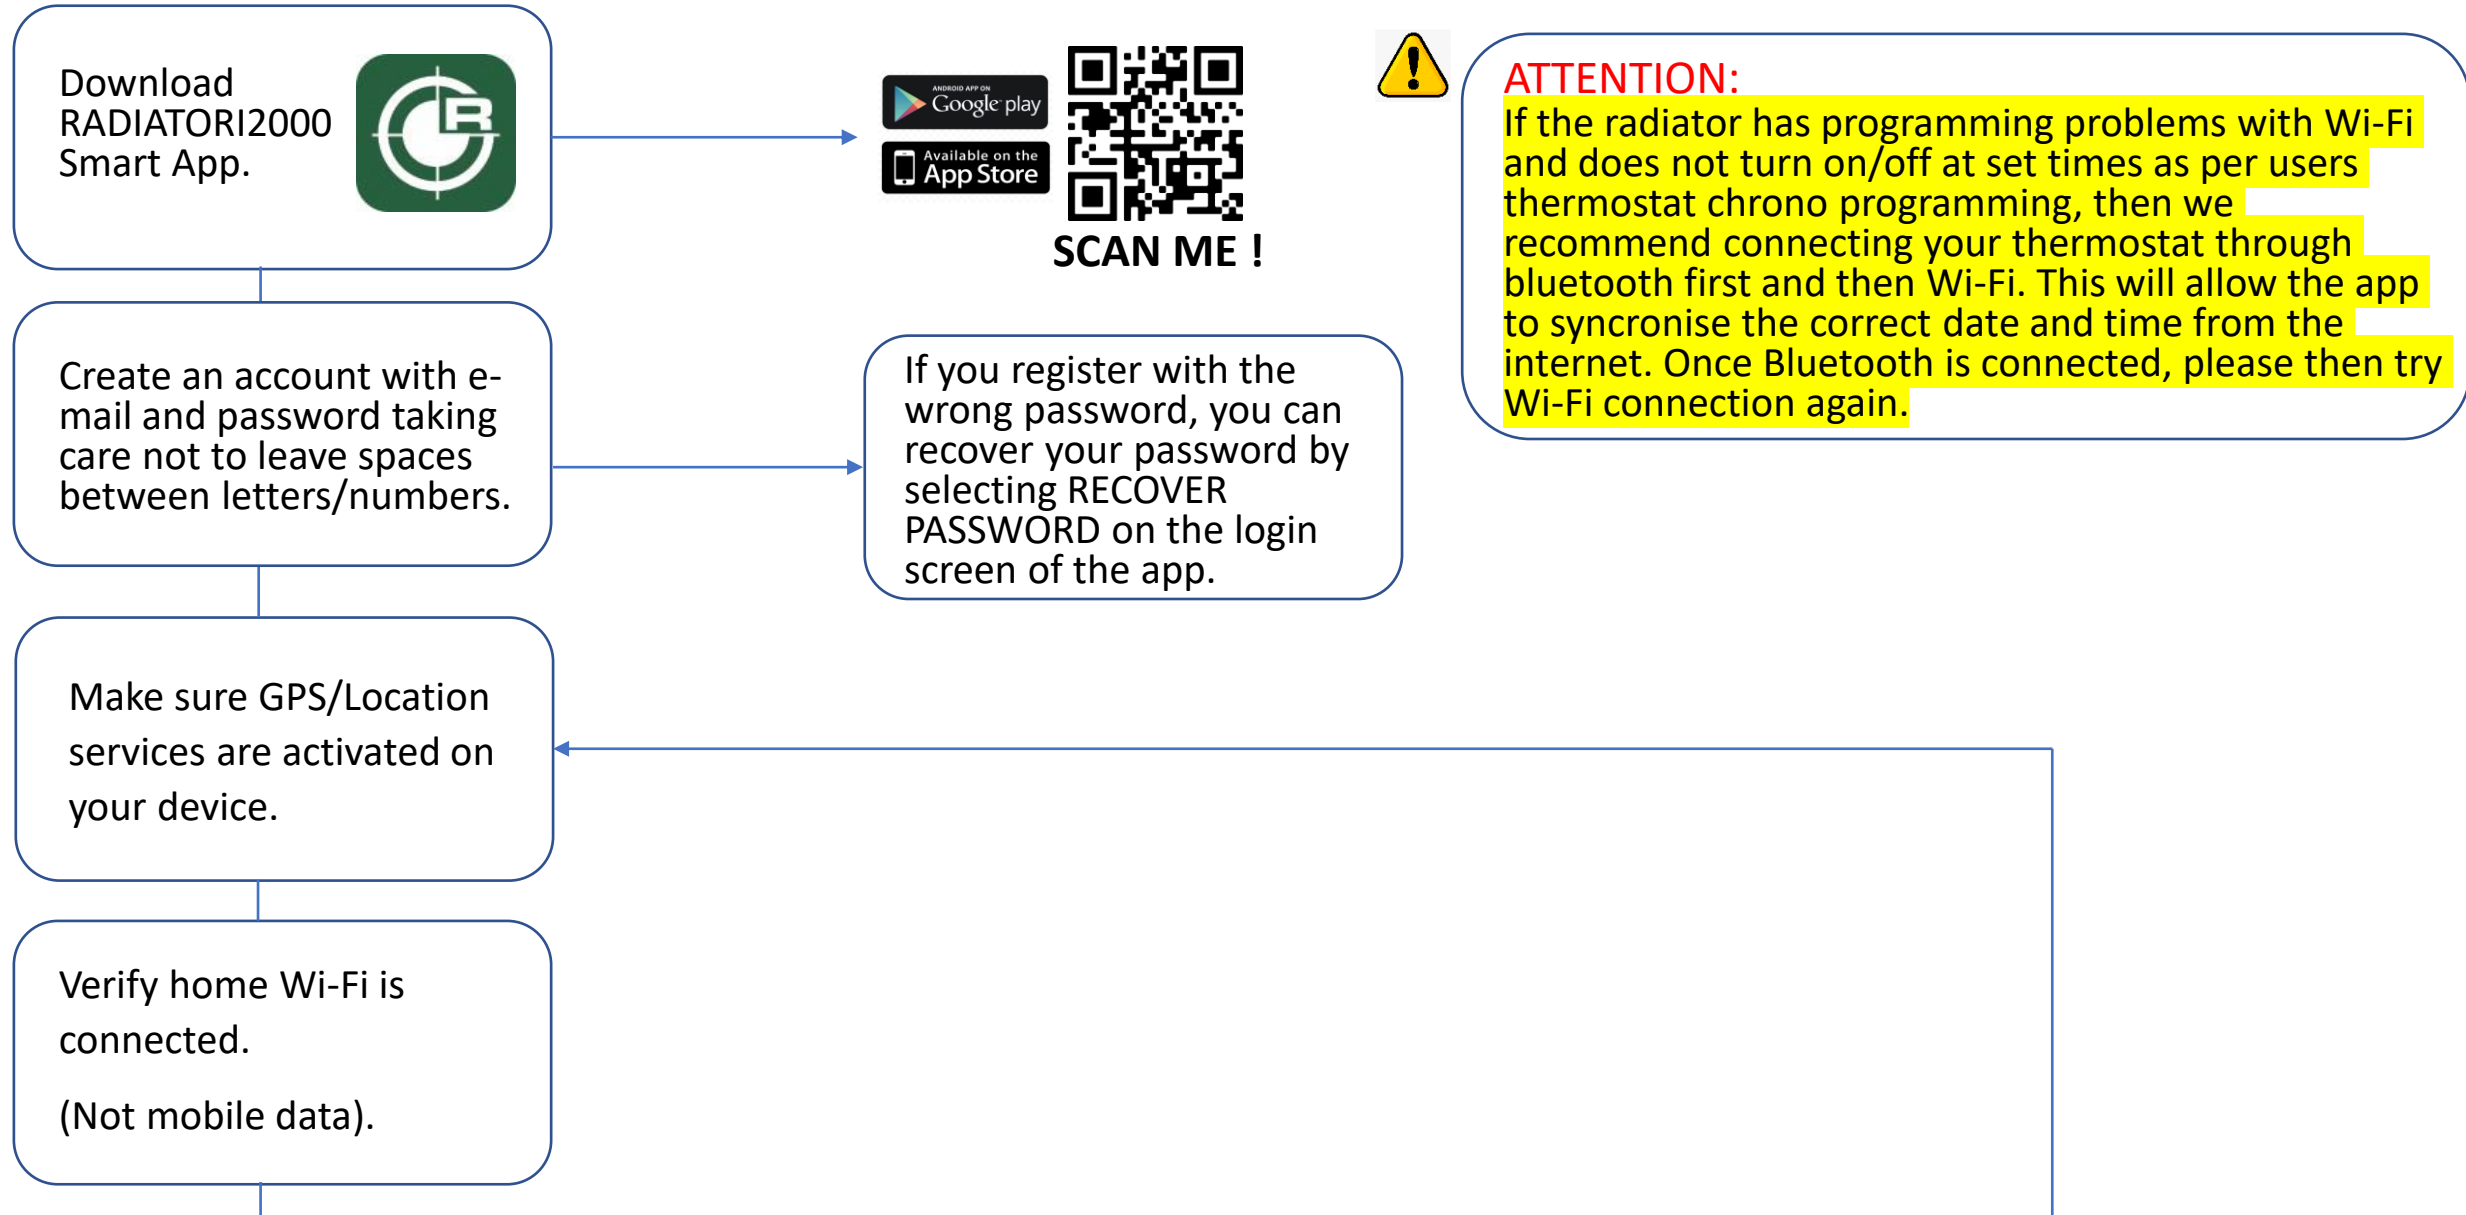 Download
RADIATORI2000
Smart App.
R
ANDROID APP ON
Google play
Available on the
App Store
SCAN ME !
ATTENTION:
If the radiator has programming problems with Wi-Fi
and does not turn on/off at set times as per users
thermostat chrono programming, then we
recommend connecting your thermostat through
bluetooth first and then Wi-Fi. This will allow the app
to syncronise the correct date and time from the
internet. Once Bluetooth is connected, please then try
Wi-Fi connection again.
Create an account with e-
mail and password taking
care not to leave spaces
between letters/numbers.
If you register with the
wrong password, you can
recover your password by
selecting RECOVER
PASSWORD on the login
screen of the app.
Make sure GPS/Location
services are activated on
your device.
Verify home Wi-Fi is
connected.
(Not mobile data).